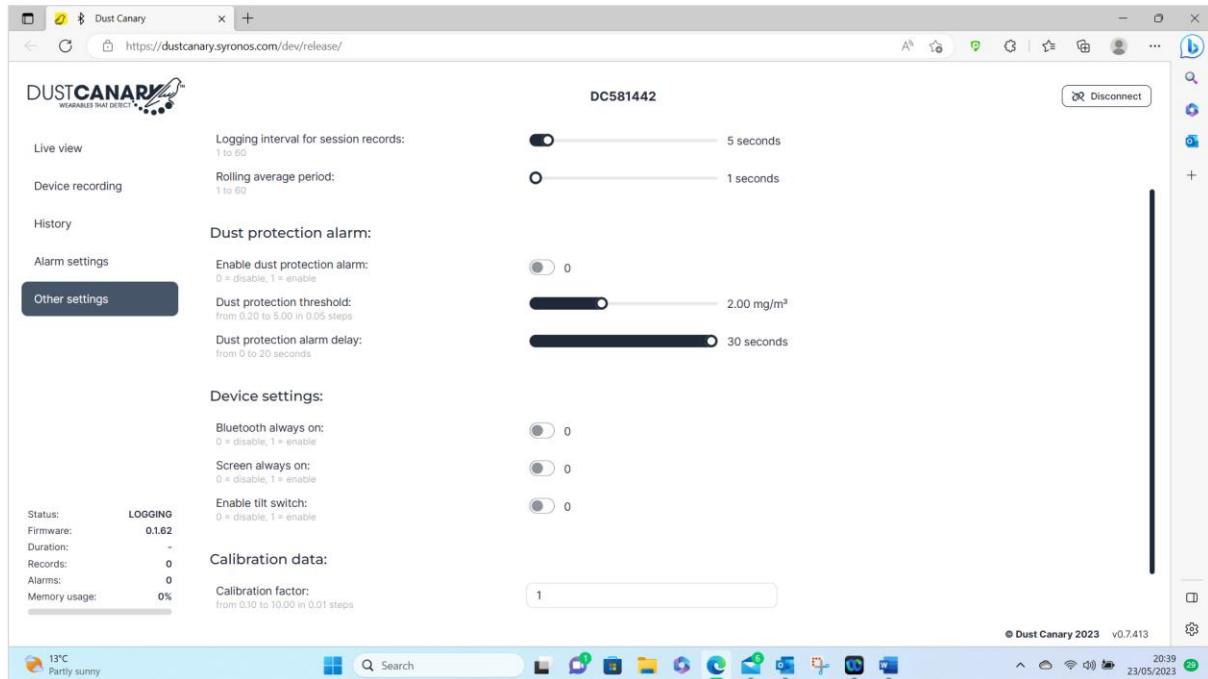 Dust Canary
https://dustcanary.syronos.com/dev/release/
DUSTCANARY™
WEARABLES THAT DETECT
DC581442
Disconnect
Live view
Device recording
History
Alarm settings
Other settings
Logging interval for session records:
1 to 60
5 seconds
Rolling average period:
1 to 60
1 seconds
Dust protection alarm:
Enable dust protection alarm:
0 = disable, 1 = enable
0
Dust protection threshold:
from 0.20 to 5.00 in 0.05 steps
2.00 mg/m³
Dust protection alarm delay:
from 0 to 20 seconds
30 seconds
Device settings:
Bluetooth always on:
0 = disable, 1 = enable
0
Screen always on:
0 = disable, 1 = enable
0
Enable tilt switch:
0 = disable, 1 = enable
0
Calibration data:
Calibration factor:
from 0.10 to 10.00 in 0.01 steps
1
Status: LOGGING
Firmware: 0.1.62
Duration: -
Records: 0
Alarms: 0
Memory usage: 0%
© Dust Canary 2023 v0.7.413
13°C
Partly sunny
Search
20:39
23/05/2023
29